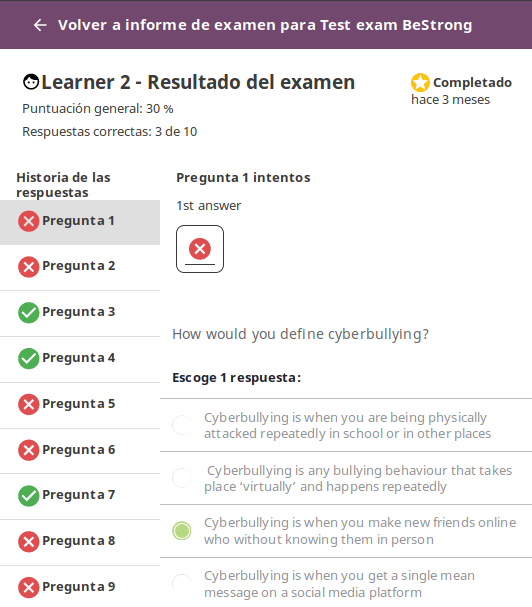 Volver a informe de examen para Test exam BeStrong
Learner 2 - Resultado del examen
Completado
hace 3 meses
Puntuación general: 30 %
Respuestas correctas: 3 de 10
Historia de las
respuestas
Pregunta 1
Pregunta 2
Pregunta 3
Pregunta 4
Pregunta 5
Pregunta 6
Pregunta 7
Pregunta 8
Pregunta 9
Pregunta 1 intentos
1st answer
How would you define cyberbullying?
Escoge 1 respuesta:
Cyberbullying is when you are being physically
attacked repeatedly in school or in other places
Cyberbullying is any bullying behaviour that takes
place ‘virtually’ and happens repeatedly
Cyberbullying is when you make new friends online
who without knowing them in person
Cyberbullying is when you get a single mean
message on a social media platform